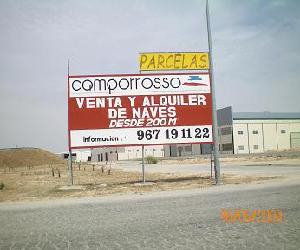 PARCELAS
camporrosso
VENTA Y ALQUILER
DE NAVES
DESDE 200 M
Información: 967 19 11 22